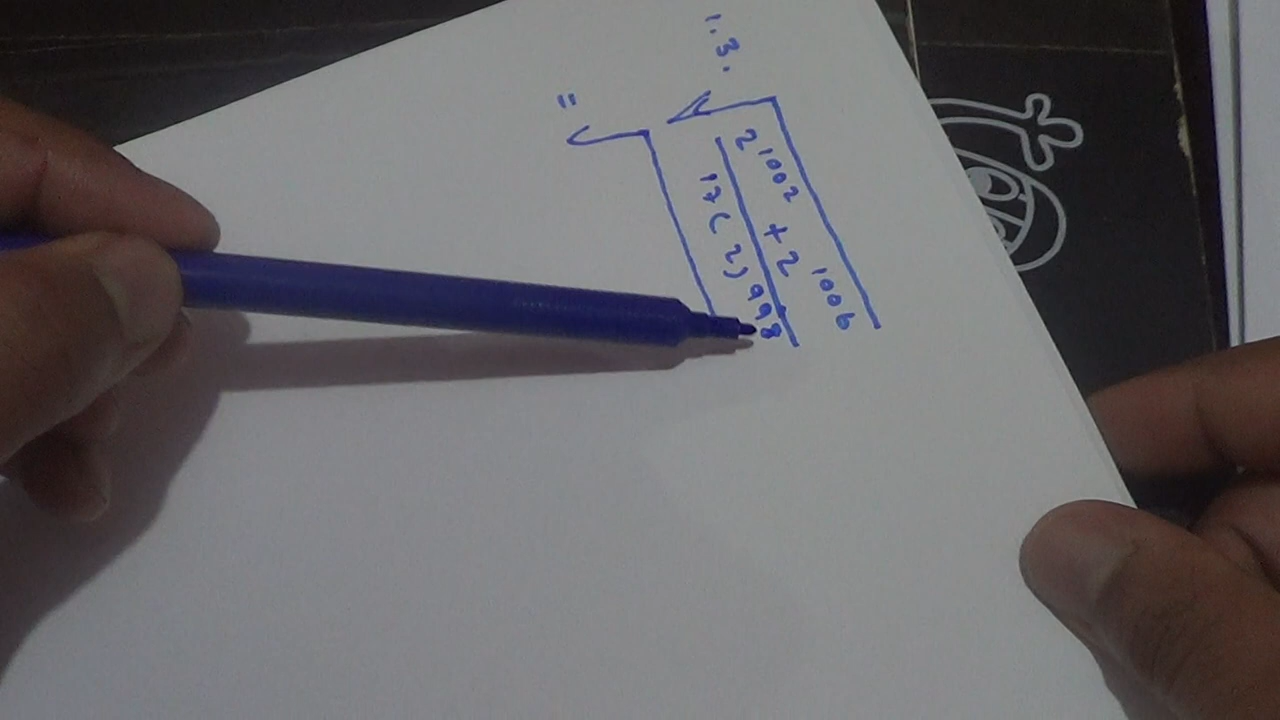 1.3.
√ 2^1002 + 2^1006
17(2)^998
= √